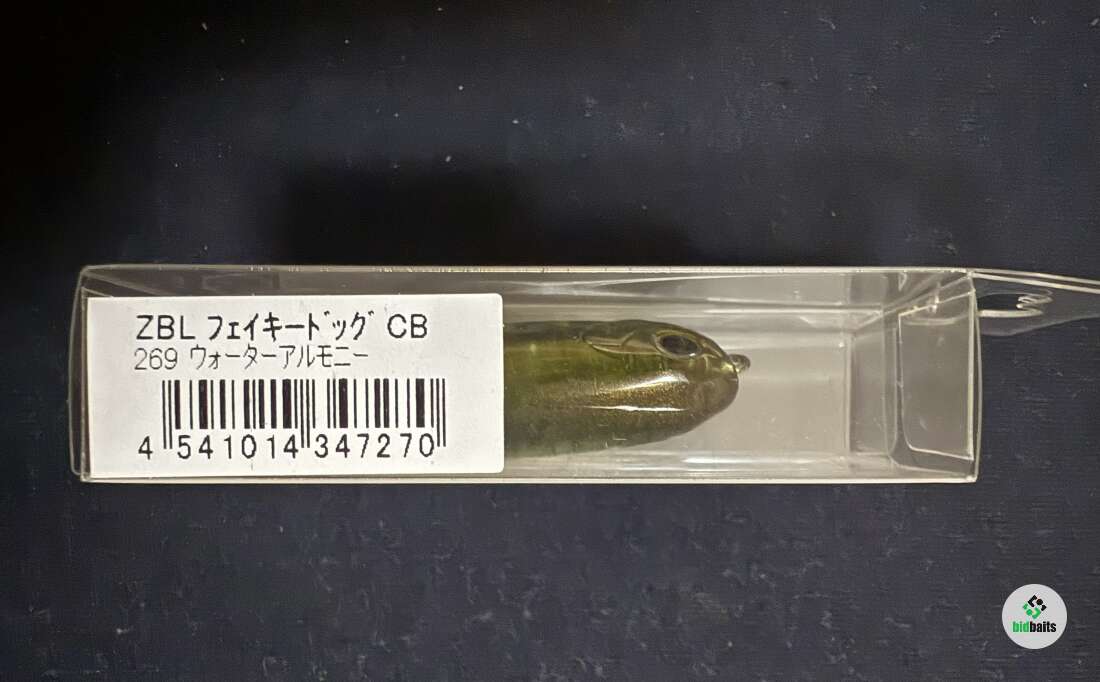 ZBL フェイキードッグ CB
269 ウォーターアルモニー
4 541014 347270
bidbaits